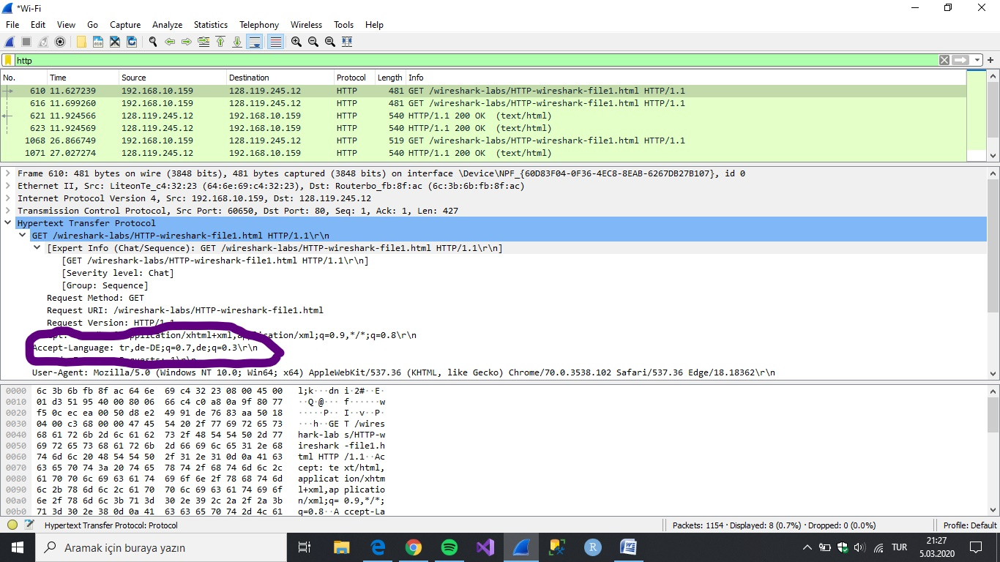 *Wi-Fi
File Edit View Go Capture Analyze Statistics Telephony Wireless Tools Help
http
No. Time Source Destination Protocol Length Info
610 11.627239 192.168.10.159 128.119.245.12 HTTP 481 GET /wireshark-labs/HTTP-wireshark-file1.html HTTP/1.1
616 11.699260 192.168.10.159 128.119.245.12 HTTP 481 GET /wireshark-labs/HTTP-wireshark-file1.html HTTP/1.1
621 11.924566 128.119.245.12 192.168.10.159 HTTP 540 HTTP/1.1 200 OK (text/html)
623 11.924569 128.119.245.12 192.168.10.159 HTTP 540 HTTP/1.1 200 OK (text/html)
1068 26.866749 192.168.10.159 128.119.245.12 HTTP 519 GET /wireshark-labs/HTTP-wireshark-file1.html HTTP/1.1
1071 27.027274 128.119.245.12 192.168.10.159 HTTP 540 HTTP/1.1 200 OK (text/html)
Frame 610: 481 bytes on wire (3848 bits), 481 bytes captured (3848 bits) on interface \Device\NPF_{60D83F04-0F36-4EC8-8EAB-6267DB27B107}, id 0
Ethernet II, Src: LiteonTe_c4:32:23 (64:6e:69:c4:32:23), Dst: Routerbo_fb:8f:ac (6c:3b:6b:fb:8f:ac)
Internet Protocol Version 4, Src: 192.168.10.159, Dst: 128.119.245.12
Transmission Control Protocol, Src Port: 60650, Dst Port: 80, Seq: 1, Ack: 1, Len: 427
Hypertext Transfer Protocol
GET /wireshark-labs/HTTP-wireshark-file1.html HTTP/1.1\r\n
[Expert Info (Chat/Sequence): GET /wireshark-labs/HTTP-wireshark-file1.html HTTP/1.1\r\n]
[GET /wireshark-labs/HTTP-wireshark-file1.html HTTP/1.1\r\n]
[Severity level: Chat]
[Group: Sequence]
Request Method: GET
Request URI: /wireshark-labs/HTTP-wireshark-file1.html
Request Version: HTTP/1.1
application/xhtml+xml,application/xml;q=0.9,*/*;q=0.8\r\n
Accept-Language: tr,de-DE;q=0.7,de;q=0.3\r\n
User-Agent: Mozilla/5.0 (Windows NT 10.0; Win64; x64) AppleWebKit/537.36 (KHTML, like Gecko) Chrome/70.0.3538.102 Safari/537.36 Edge/18.18362\r\n
0000 6c 3b 6b fb 8f ac 64 6e 69 c4 32 23 08 00 45 00 l;k···dn i·2#··E·
0010 01 d3 51 95 40 00 80 06 66 c4 c0 a8 0a 9f 80 77 ··Q·@··· f······w
0020 f5 0c ec ea 00 50 d8 e2 49 91 de 76 83 aa 50 18 ·····P·· I··v··P·
0030 04 00 c3 68 00 00 47 45 54 20 2f 77 69 72 65 73 ···h··GE T /wires
0040 68 61 72 6b 2d 6c 61 62 73 2f 48 54 54 50 2d 77 hark-lab s/HTTP-w
0050 69 72 65 73 68 61 72 6b 2d 66 69 6c 65 31 2e 68 ireshark -file1.h
0060 74 6d 6c 20 48 54 54 50 2f 31 2e 31 0d 0a 41 63 tml HTTP /1.1··Ac
0070 63 65 70 74 3a 20 74 65 78 74 2f 68 74 6d 6c 2c cept: te xt/html,
0080 61 70 70 6c 69 63 61 74 69 6f 6e 2f 78 68 74 6d applicat ion/xhtm
0090 6c 2b 78 6d 6c 2c 61 70 70 6c 69 63 61 74 69 6f l+xml,ap plicatio
00a0 6e 2f 78 6d 6c 3b 71 3d 30 2e 39 2c 2a 2f 2a 3b n/xml;q= 0.9,*/*;
00b0 71 3d 30 2e 38 0d 0a 41 63 63 65 70 74 2d 4c 61 q=0.8··A ccept-La
Hypertext Transfer Protocol: Protocol Packets: 1154 · Displayed: 8 (0.7%) · Dropped: 0 (0.0%) Profile: Default
Aramak için buraya yazın TUR 21:27
5.03.2020